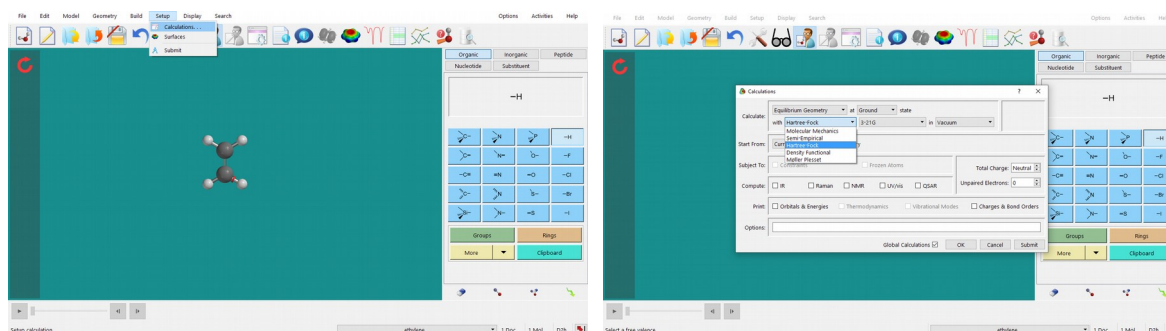 File Edit Model Geometry Build Setup Display Search Options Activities Help
Calculations. . .
Surfaces
Submit
Organic Inorganic Peptide
Nucleotide Substituent
-H
-H
-F
-Cl
-Br
-I
Groups Rings
More Clipboard
Setup calculation ethylene 1 Doc 1 Mol D2h
File Edit Model Geometry Build Setup Display Search Options Activities
Organic Inorganic Peptide
Nucleotide Substituent
-H
Calculations ? ×
Calculate: Equilibrium Geometry at Ground state
with Hartree-Fock 3-21G in Vacuum
Molecular Mechanics
Semi-Empirical
Hartree-Fock
Density Functional
Møller Plesset
Start From:
Subject To: Constraints Frozen Atoms Total Charge: Neutral
Compute: IR Raman NMR UV/vis QSAR Unpaired Electrons: 0
Print: Orbitals & Energies Thermodynamics Vibrational Modes Charges & Bond Orders
Options:
Global Calculations OK Cancel Submit
-H
-F
-Cl
-Br
-I
Groups Rings
More Clipboard
Select a free valence. ethylene 1 Doc 1 Mol D2h